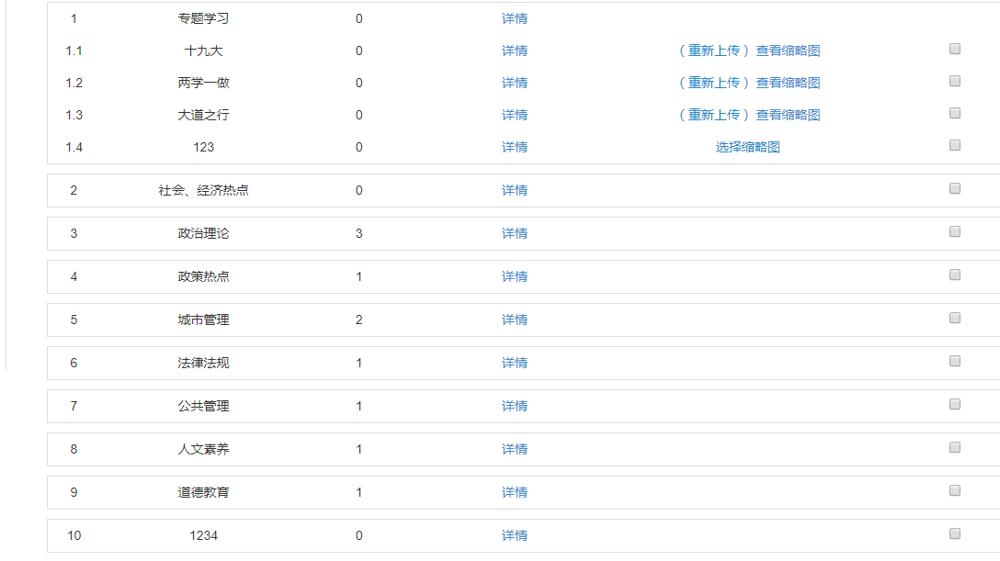 1 专题学习 0 详情
1.1 十九大 0 详情 （ 重新上传 ） 查看缩略图
1.2 两学一做 0 详情 （ 重新上传 ） 查看缩略图
1.3 大道之行 0 详情 （ 重新上传 ） 查看缩略图
1.4 123 0 详情 选择缩略图
2 社会、经济热点 0 详情
3 政治理论 3 详情
4 政策热点 1 详情
5 城市管理 2 详情
6 法律法规 1 详情
7 公共管理 1 详情
8 人文素养 1 详情
9 道德教育 1 详情
10 1234 0 详情